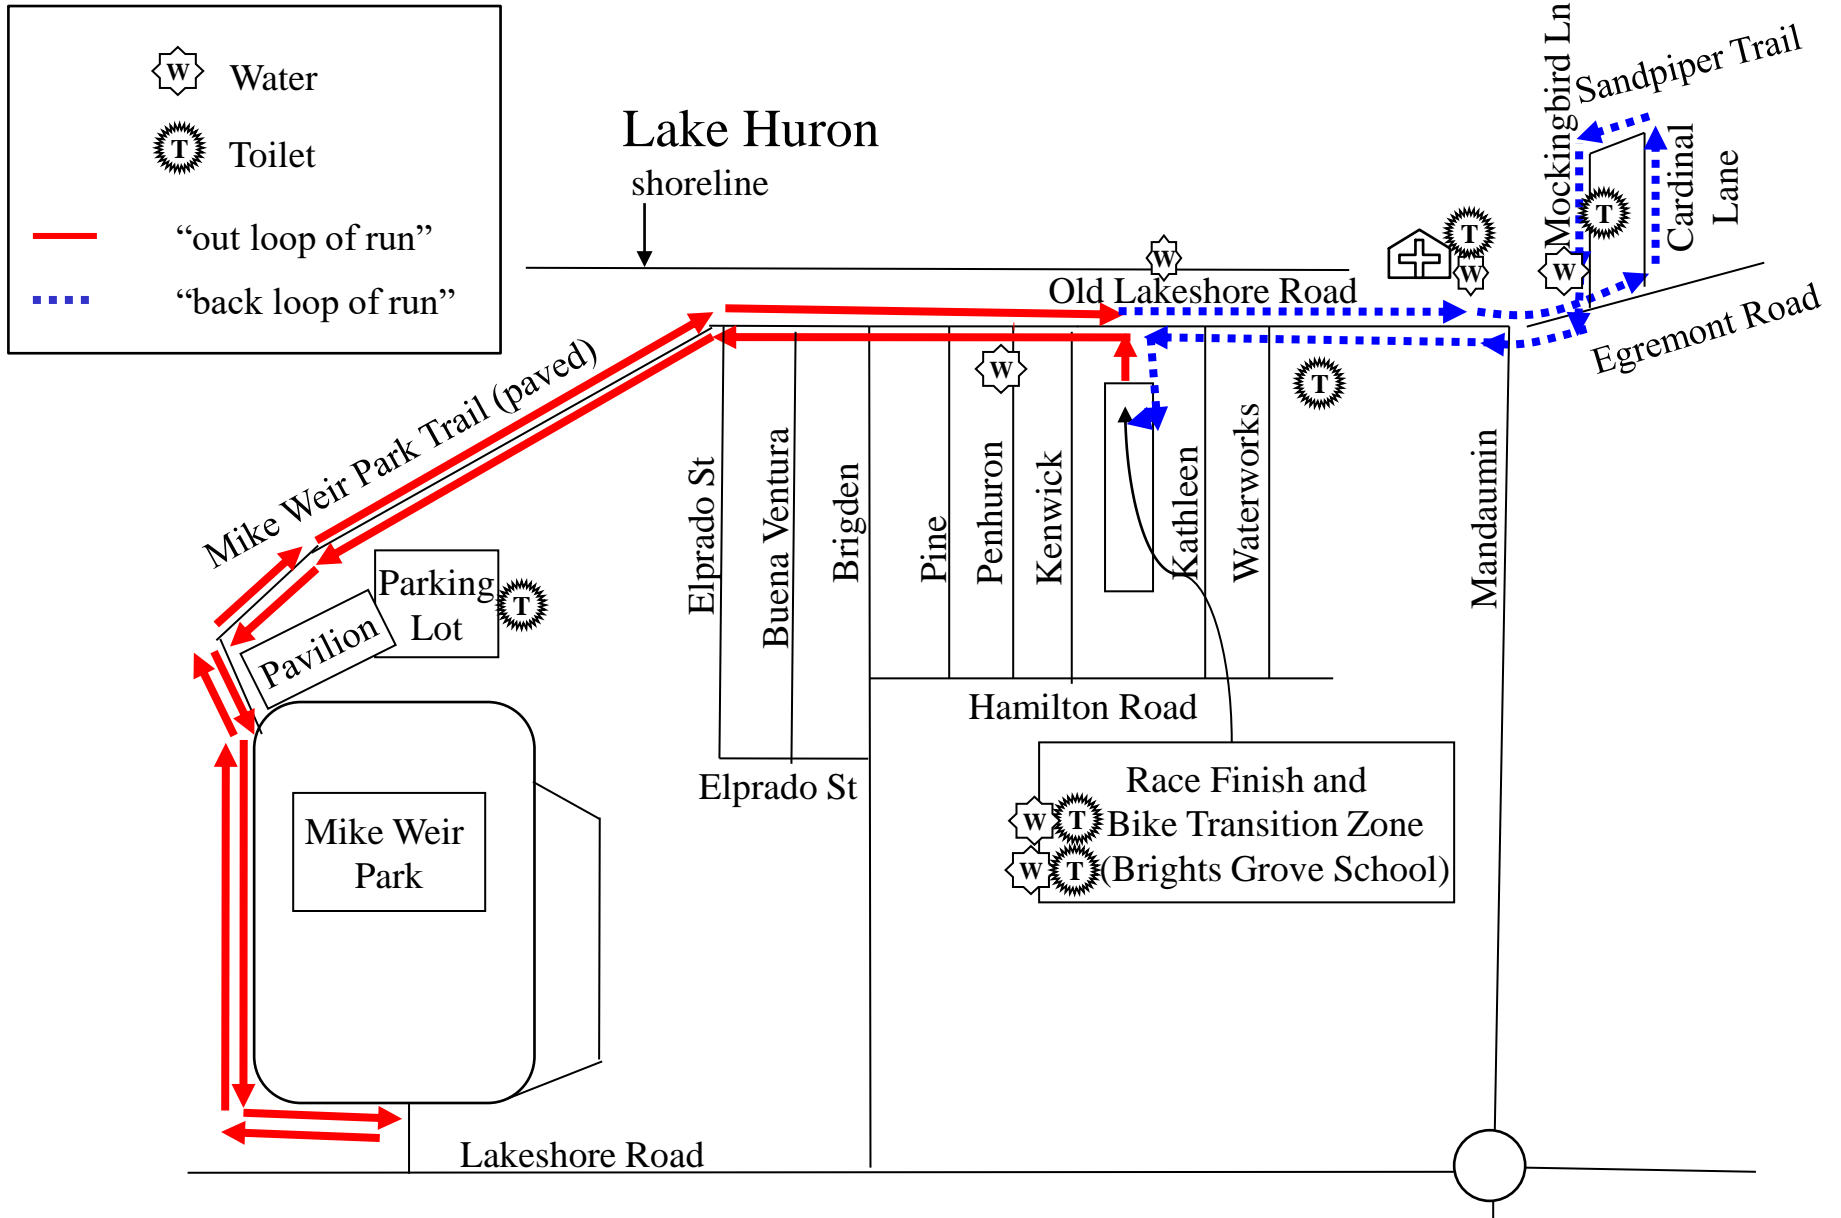 W Water
T Toilet
“out loop of run”
“back loop of run”
Lake Huron
shoreline
Mockingbird Ln
Sandpiper Trail
Cardinal
Lane
T
T
W
W
W
Old Lakeshore Road
Egremont Road
Mike Weir Park Trail (paved)
W
T
Elprado St
Buena Ventura
Brigden
Pine
Penhuron
Kenwick
Kathleen
Waterworks
Mandaumin
Parking
Lot
T
Pavilion
Hamilton Road
Elprado St
Mike Weir
Park
Race Finish and
W T Bike Transition Zone
W T (Brights Grove School)
Lakeshore Road